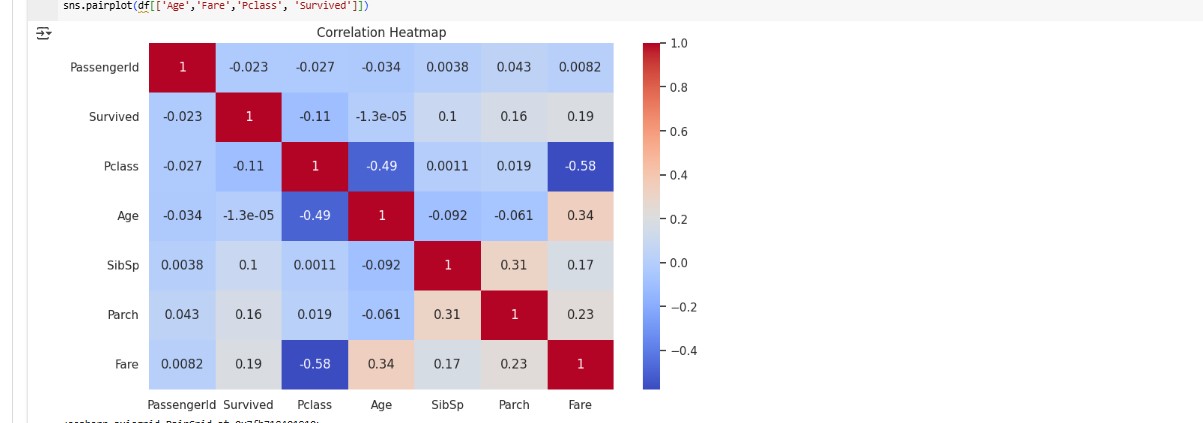 sns.pairplot(df[['Age','Fare','Pclass', 'Survived']])
Correlation Heatmap
PassengerId 1 -0.023 -0.027 -0.034 0.0038 0.043 0.0082
Survived -0.023 1 -0.11 -1.3e-05 0.1 0.16 0.19
Pclass -0.027 -0.11 1 -0.49 0.0011 0.019 -0.58
Age -0.034 -1.3e-05 -0.49 1 -0.092 -0.061 0.34
SibSp 0.0038 0.1 0.0011 -0.092 1 0.31 0.17
Parch 0.043 0.16 0.019 -0.061 0.31 1 0.23
Fare 0.0082 0.19 -0.58 0.34 0.17 0.23 1
PassengerId Survived Pclass Age SibSp Parch Fare
1.0
0.8
0.6
0.4
0.2
0.0
−0.2
−0.4